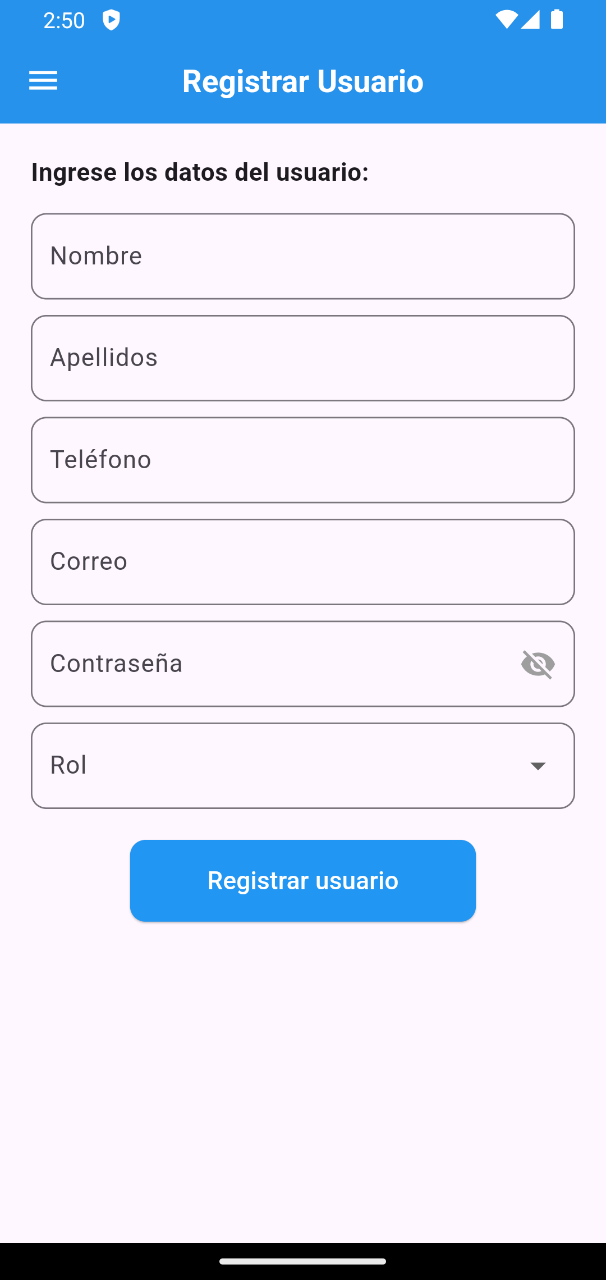 2:50
Registrar Usuario
Ingrese los datos del usuario:
Nombre
Apellidos
Teléfono
Correo
Contraseña
Rol
Registrar usuario